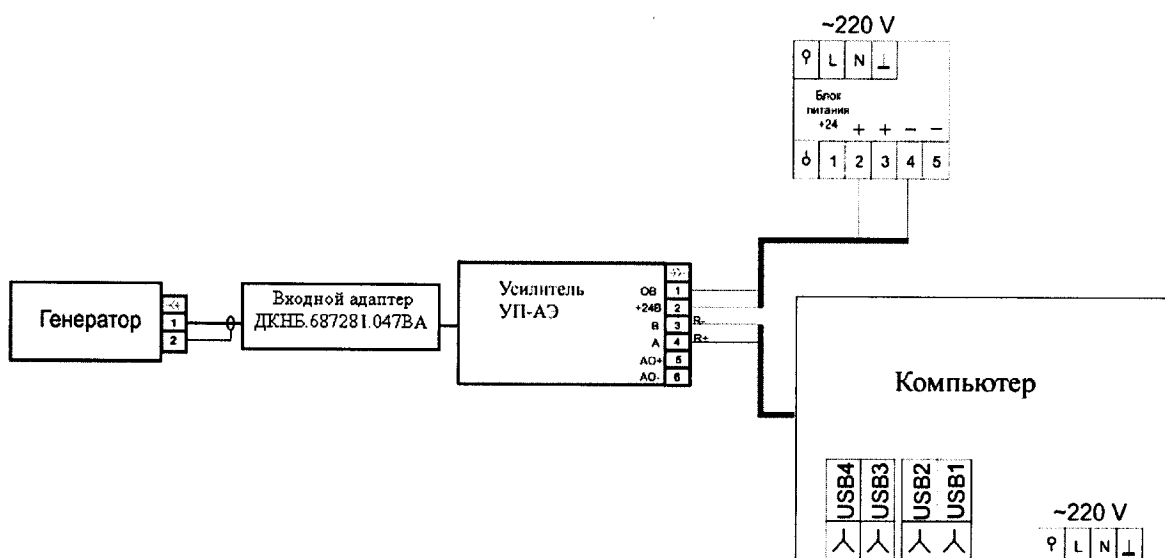 ~220 V
L N
Блок
питания
+24 + + − −
1 2 3 4 5
Генератор
1
2
Входной адаптер
ДКНБ.687281.047ВА
Усилитель
УП-АЭ
ОВ 1
+24В 2
В 3 R-
А 4 R+
АО+ 5
АО- 6
Компьютер
USB4 USB3 USB2 USB1
~220 V
L N